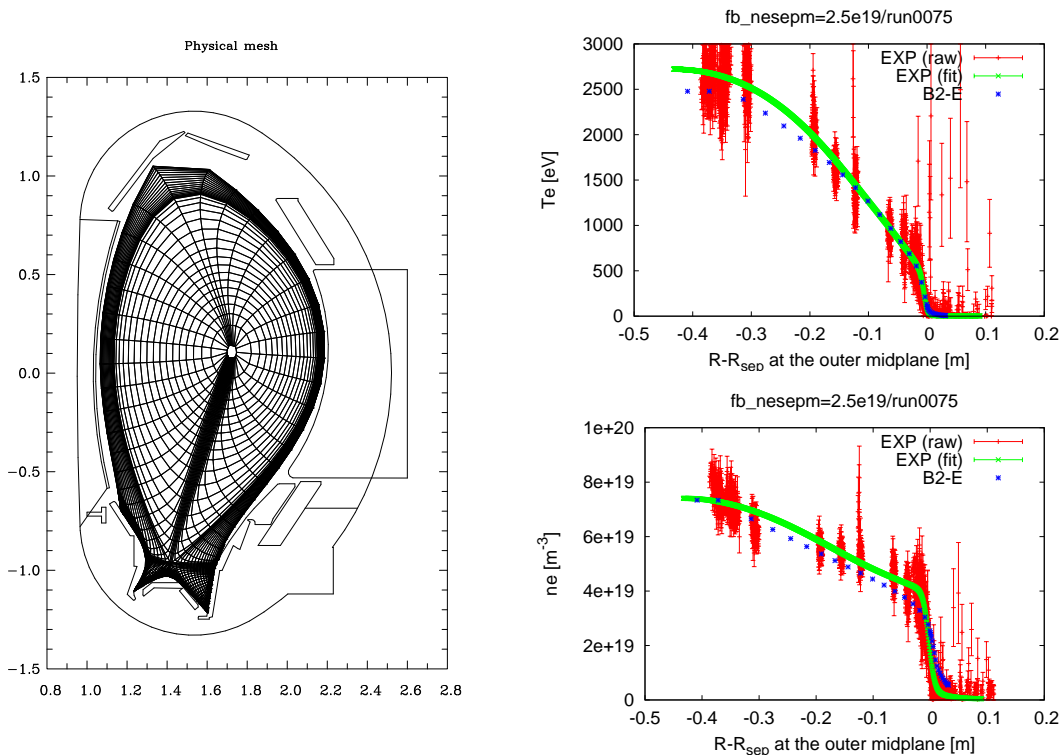 Physical mesh
1.5
1.0
0.5
0.0
−0.5
−1.0
−1.5
0.8 1.0 1.2 1.4 1.6 1.8 2.0 2.2 2.4 2.6 2.8
fb_nesepm=2.5e19/run0075
Te [eV]
3000
2500
2000
1500
1000
500
0
EXP (raw)
EXP (fit)
B2-E
-0.5 -0.4 -0.3 -0.2 -0.1 0 0.1 0.2
R-Rsep at the outer midplane [m]
fb_nesepm=2.5e19/run0075
ne [m-3]
1e+20
8e+19
6e+19
4e+19
2e+19
0
EXP (raw)
EXP (fit)
B2-E
-0.5 -0.4 -0.3 -0.2 -0.1 0 0.1 0.2
R-Rsep at the outer midplane [m]